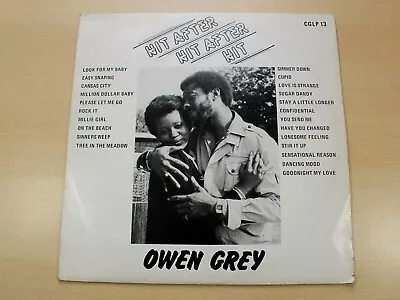 HIT AFTER
HIT AFTER
HIT
CGLP 13
LOOK FOR MY BABY
EASY SNAPING
CANSAS CITY
MILLION DOLLAR BABY
PLEASE LET ME GO
ROCK IT
MILLIE GIRL
ON THE BEACH
SINNERS WEEP
TREE IN THE MEADOW
SINNER DOWN
CUPID
LOVE IS STRANGE
SUGAR DANDY
STAY A LITTLE LONGER
CONFIDENTIAL
YOU SEND ME
HAVE YOU CHANGED
LONESOME FEELING
STIR IT UP
SENSATIONAL REASON
DANCING MOOD
GOODNIGHT MY LOVE
OWEN GREY